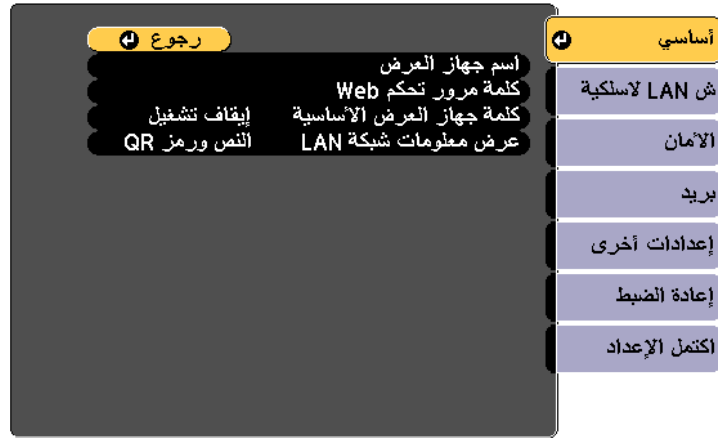 أساسي
ش LAN لاسلكية
الأمان
بريد
إعدادات أخرى
إعادة الضبط
اكتمل الإعداد
رجوع
اسم جهاز العرض
كلمة مرور تحكم Web
كلمة جهاز العرض الأساسية إيقاف تشغيل
عرض معلومات شبكة LAN النص ورمز QR